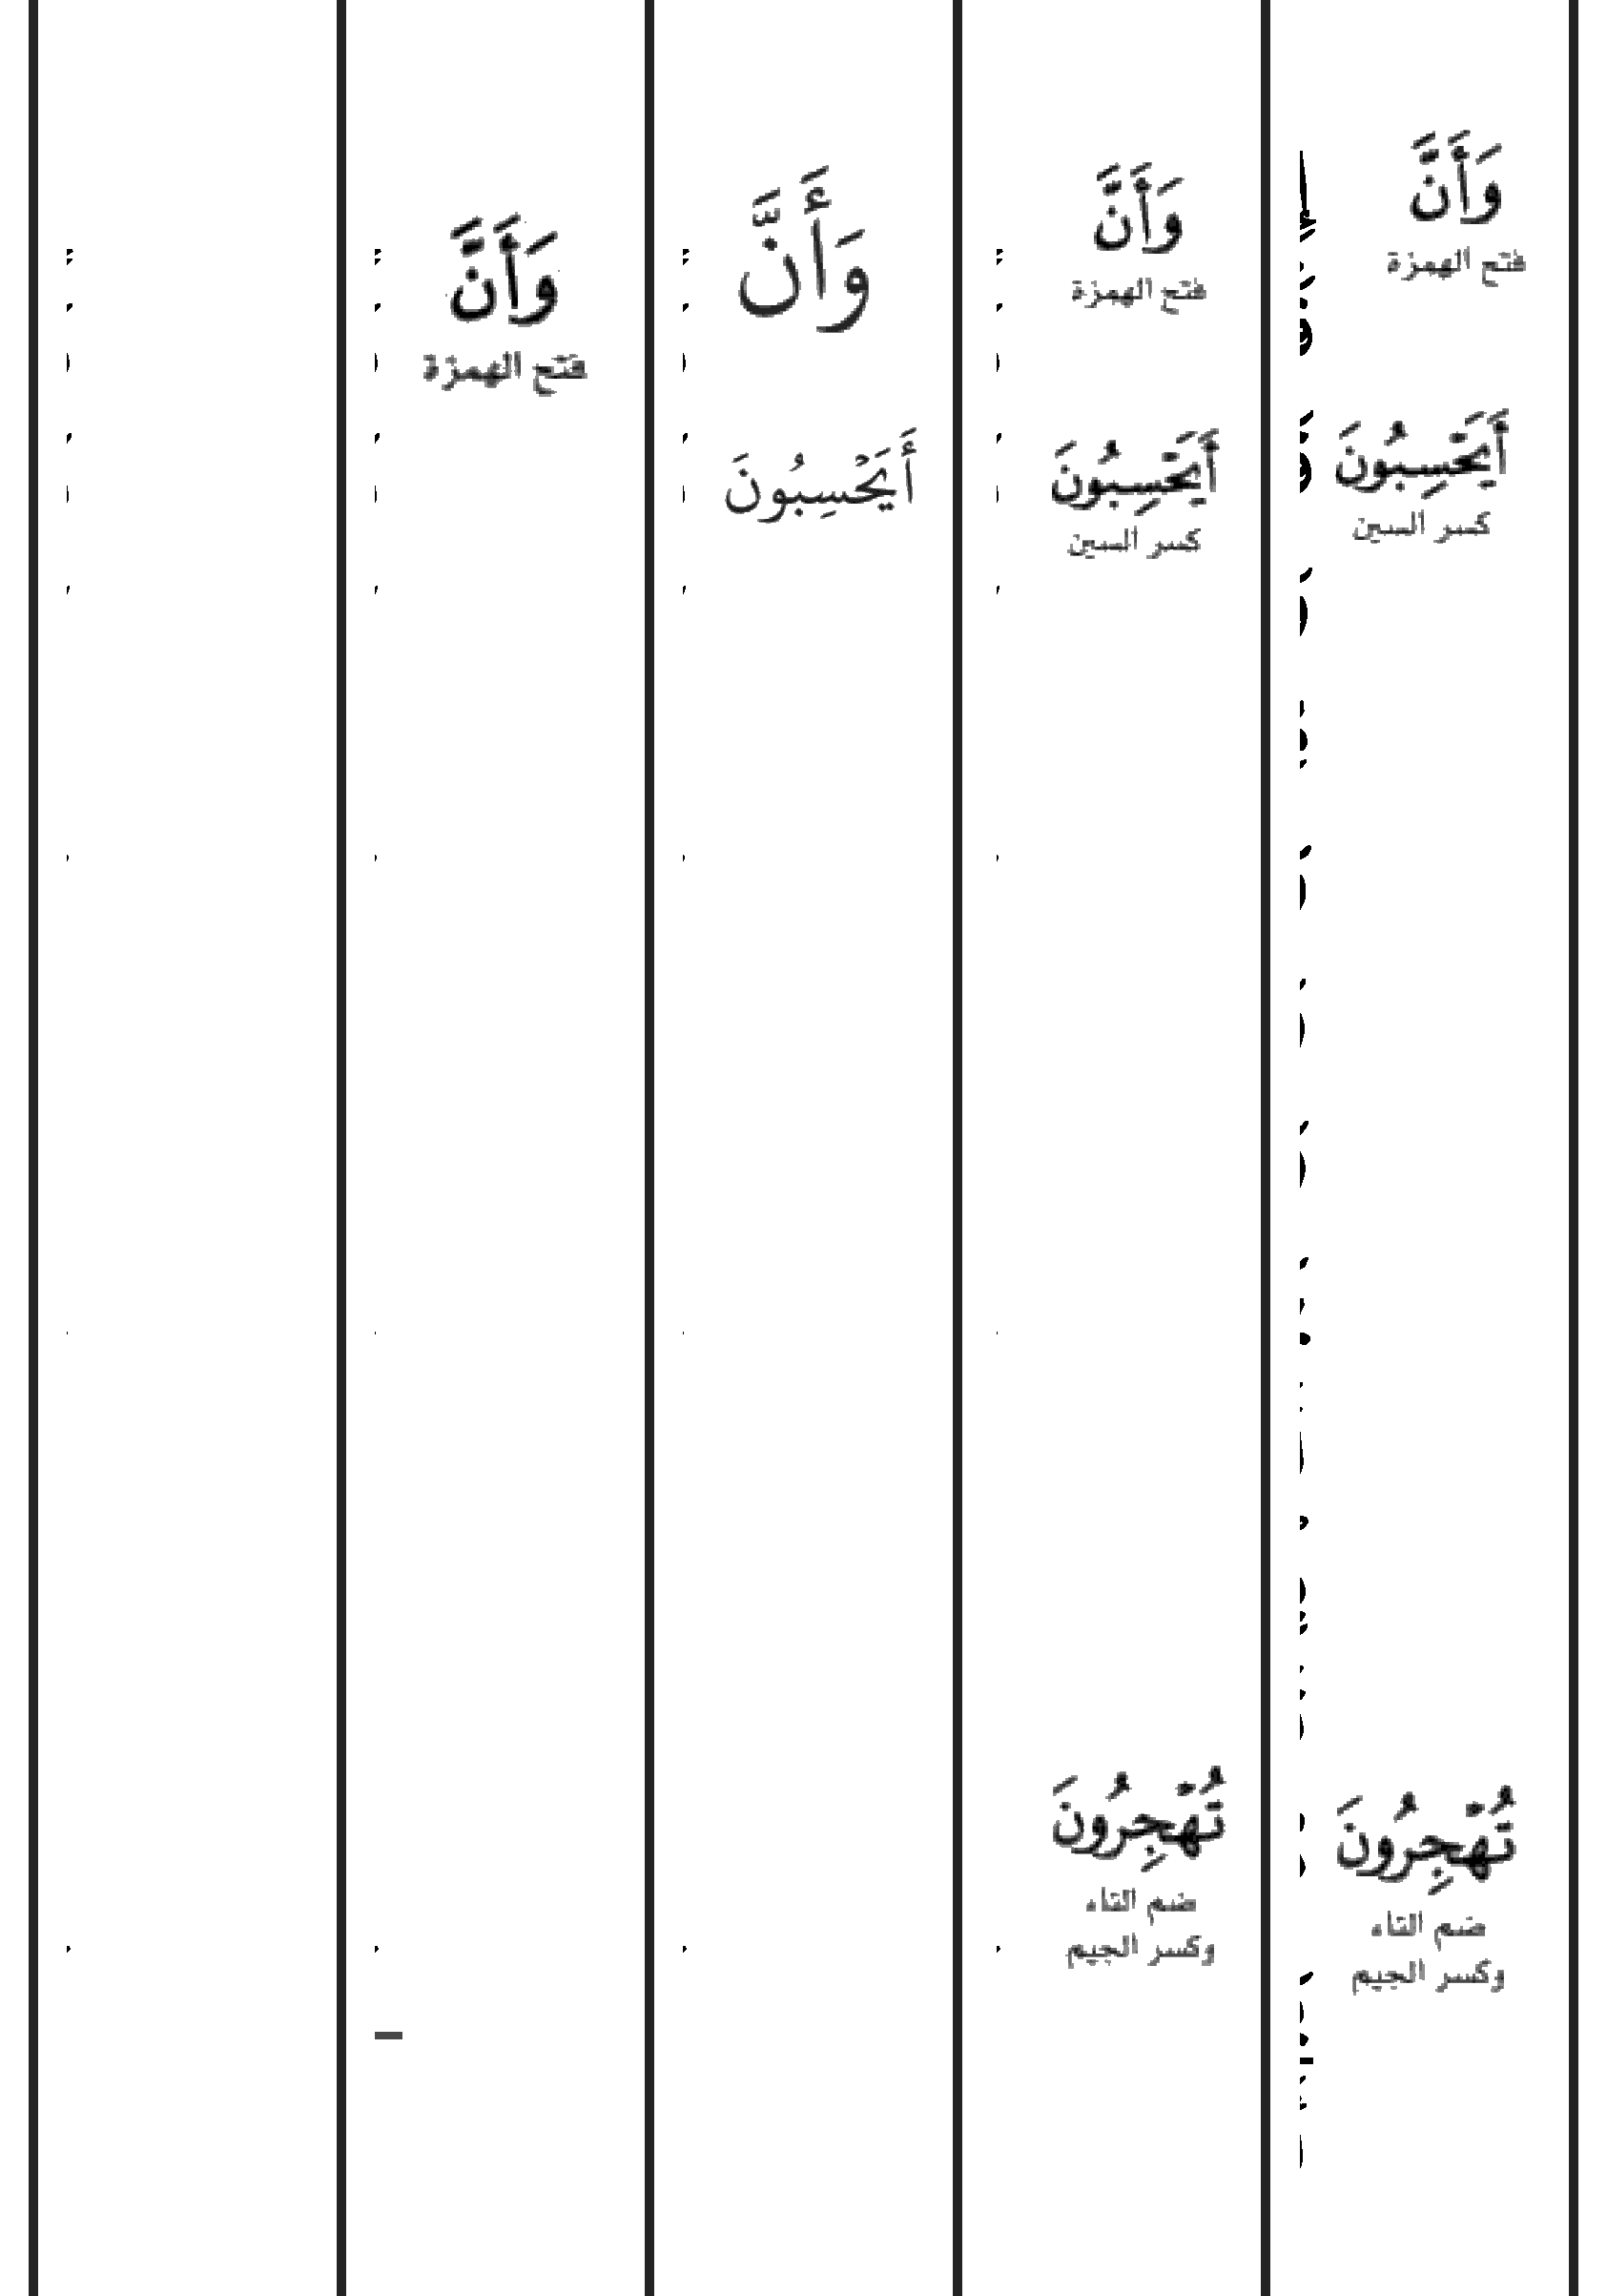 وَأَنَّ
فتح الهمزة
أَيَحْسِبُونَ
كسر السين
تُهْجِرُونَ
ضم التاء
وكسر الجيم
وَأَنَّ
فتح الهمزة
أَيَحْسِبُونَ
كسر السين
تُهْجِرُونَ
ضم التاء
وكسر الجيم
وَأَنَّ
أَيَحْسِبُونَ
وَأَنَّ
فتح الهمزة